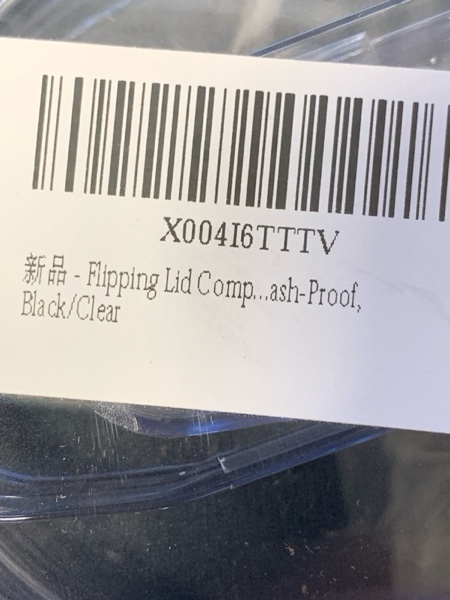 X004I6TTTV
新品 - Flipping Lid Comp...ash-Proof,
Black/Clear